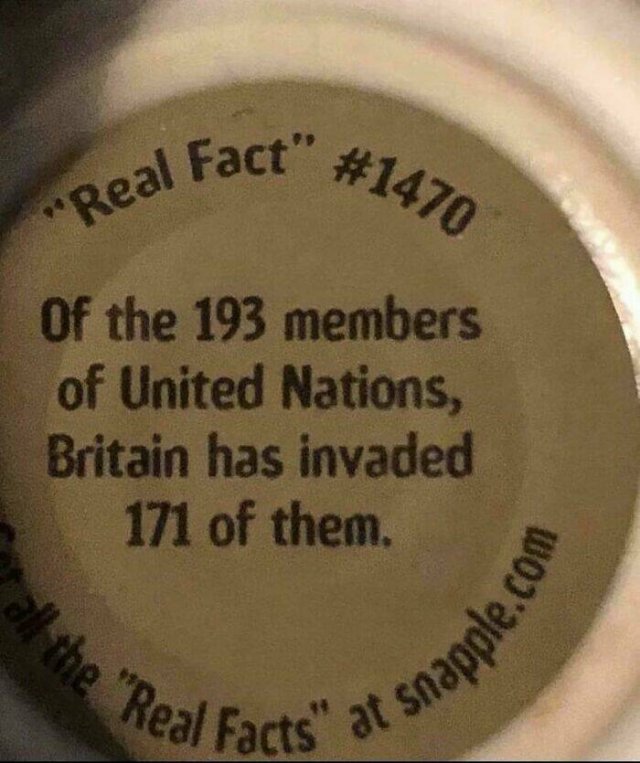 "Real Fact" #1470
Of the 193 members
of United Nations,
Britain has invaded
171 of them.
all the "Real Facts" at snapple.com